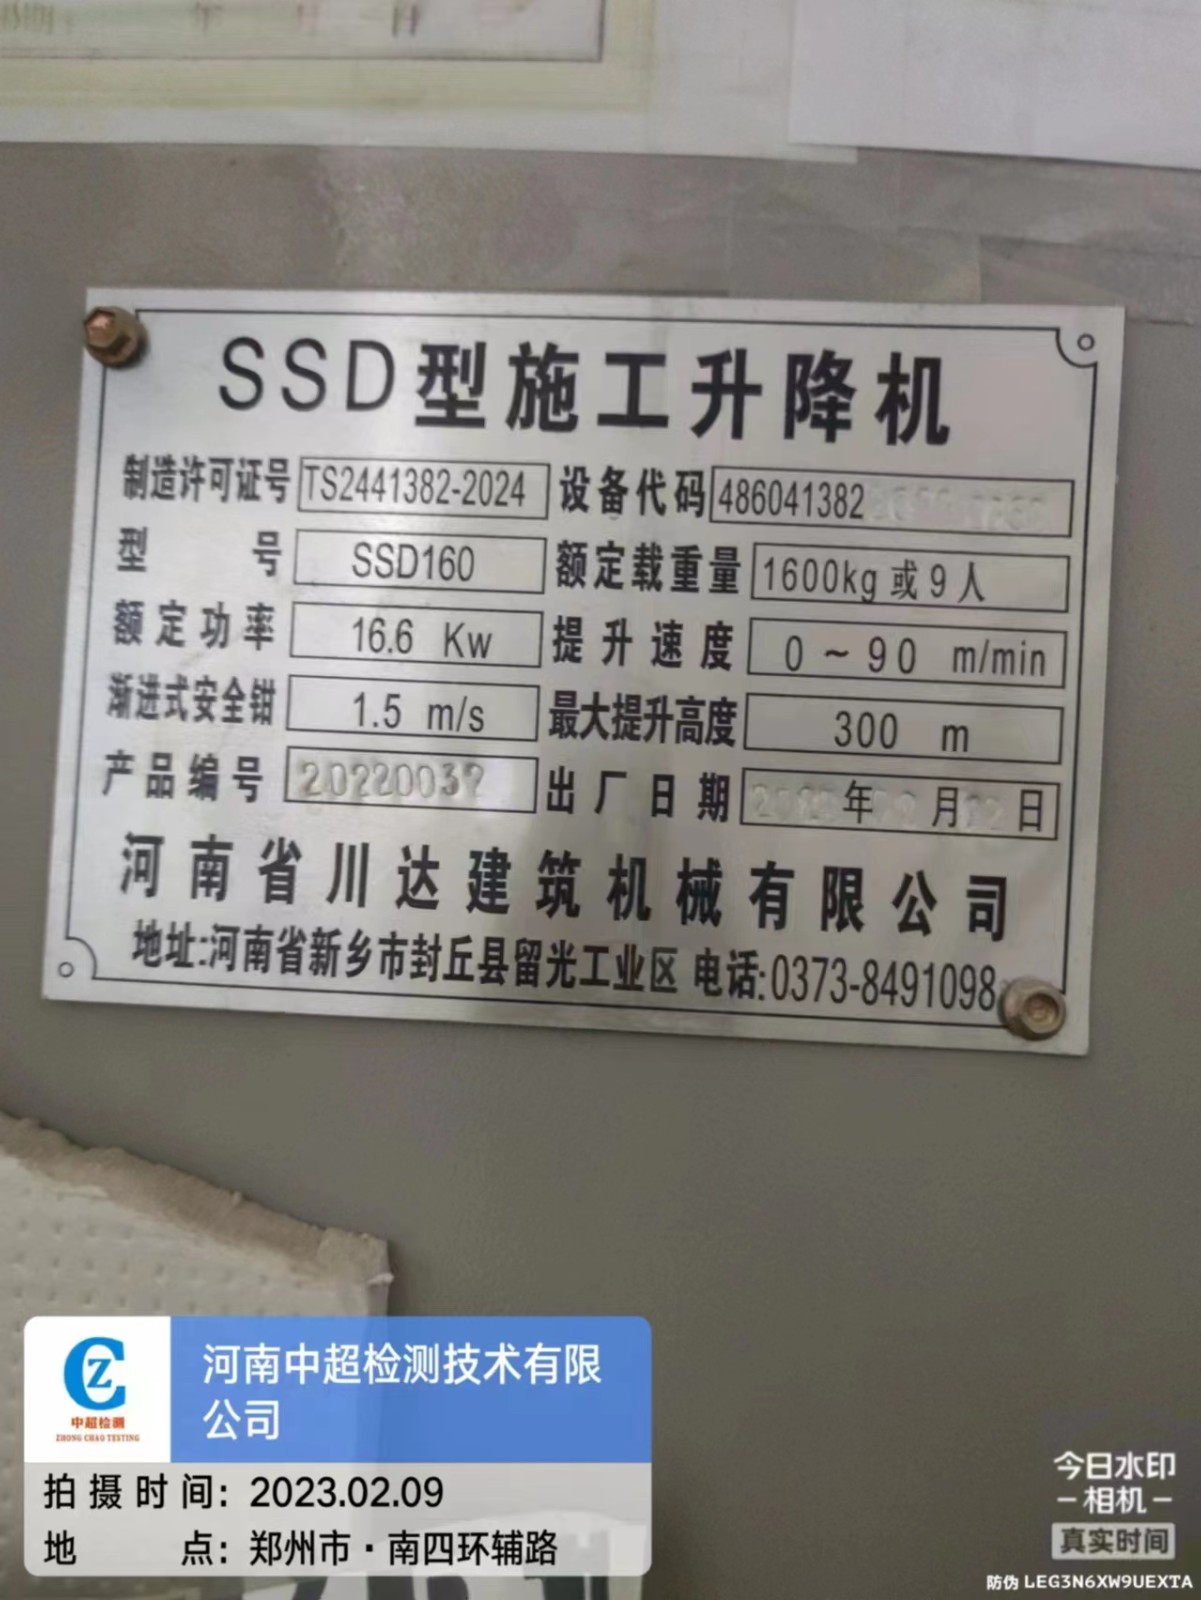 年 月 日
SSD型施工升降机
制造许可证号 TS2441382-2024 设备代码 486041382
型号 SSD160 额定载重量 1600kg 或 9 人
额定功率 16.6 Kw 提升速度 0 ~ 90 m/min
渐进式安全钳 1.5 m/s 最大提升高度 300 m
产品编号 20220039 出厂日期 年 月 日
河南省川达建筑机械有限公司
地址:河南省新乡市封丘县留光工业区 电话:0373-8491098
河南中超检测技术有限
公司
中超检测
ZHONG CHAO TESTING
拍摄时间: 2023.02.09
地点: 郑州市·南四环辅路
今日水印
-相机-
真实时间
防伪 LEG3N6XW9UEXTA